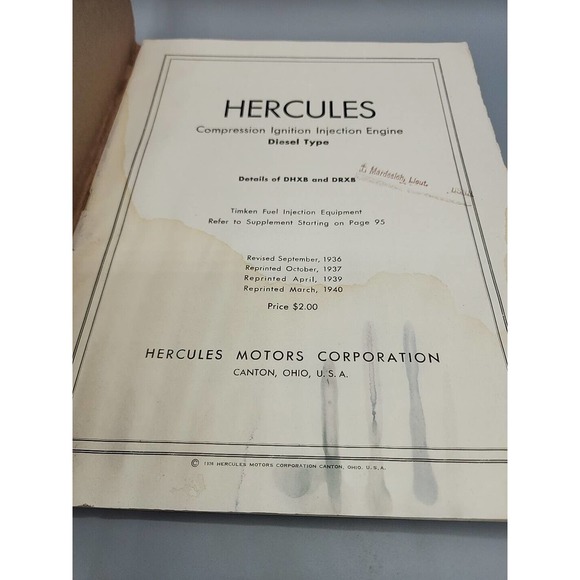 HERCULES
Compression Ignition Injection Engine
Diesel Type
Details of DHXB and DRXB
Mardesich, Lieut.
Timken Fuel Injection Equipment
Refer to Supplement Starting on Page 95
Revised September, 1936
Reprinted October, 1937
Reprinted April, 1939
Reprinted March, 1940
Price $2.00
HERCULES MOTORS CORPORATION
CANTON, OHIO, U. S. A.
© 1936 HERCULES MOTORS CORPORATION CANTON, OHIO, U. S. A.